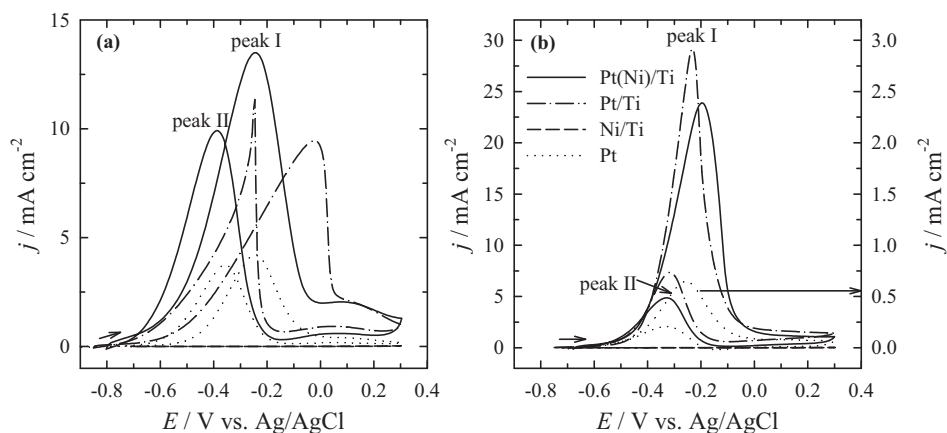 (a)
peak I
peak II
15
10
5
0
j / mA cm⁻²
-0.8 -0.6 -0.4 -0.2 0.0 0.2 0.4
E / V vs. Ag/AgCl
(b)
peak I
Pt(Ni)/Ti
Pt/Ti
Ni/Ti
Pt
peak II
30
25
20
15
10
5
0
j / mA cm⁻²
3.0
2.5
2.0
1.5
1.0
0.5
0.0
j / mA cm⁻²
-0.8 -0.6 -0.4 -0.2 0.0 0.2 0.4
E / V vs. Ag/AgCl